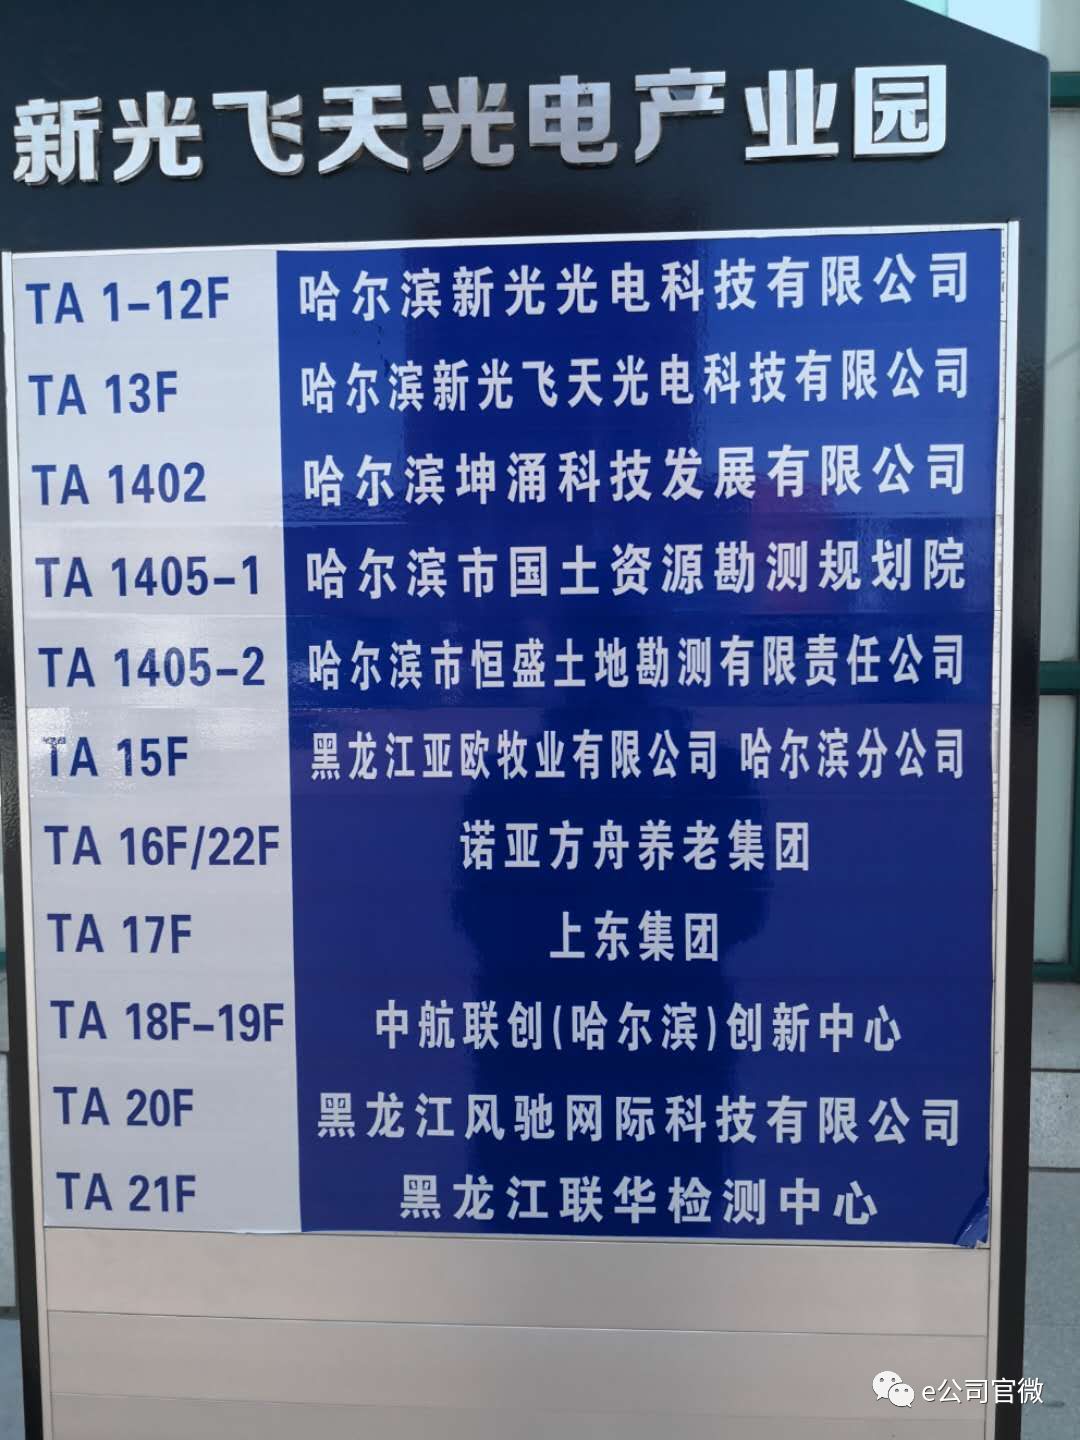 新光飞天光电产业园
TA 1-12F 哈尔滨新光光电科技有限公司
TA 13F 哈尔滨新光飞天光电科技有限公司
TA 1402 哈尔滨坤涌科技发展有限公司
TA 1405-1 哈尔滨市国土资源勘测规划院
TA 1405-2 哈尔滨市恒盛土地勘测有限责任公司
TA 15F 黑龙江亚欧牧业有限公司 哈尔滨分公司
TA 16F/22F 诺亚方舟养老集团
TA 17F 上东集团
TA 18F-19F 中航联创(哈尔滨)创新中心
TA 20F 黑龙江风驰网际科技有限公司
TA 21F 黑龙江联华检测中心
e公司官微